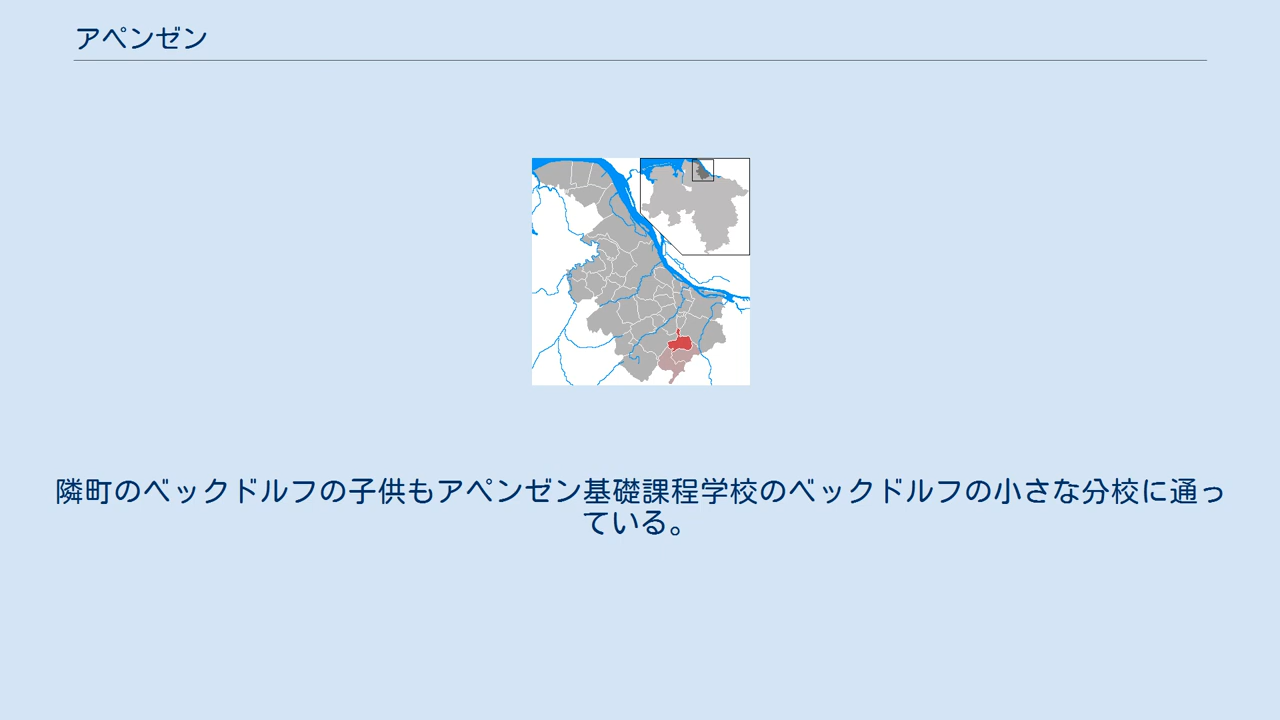 アペンゼン
隣町のベックドルフの子供もアペンゼン基礎課程学校のベックドルフの小さな分校に通っ
ている。